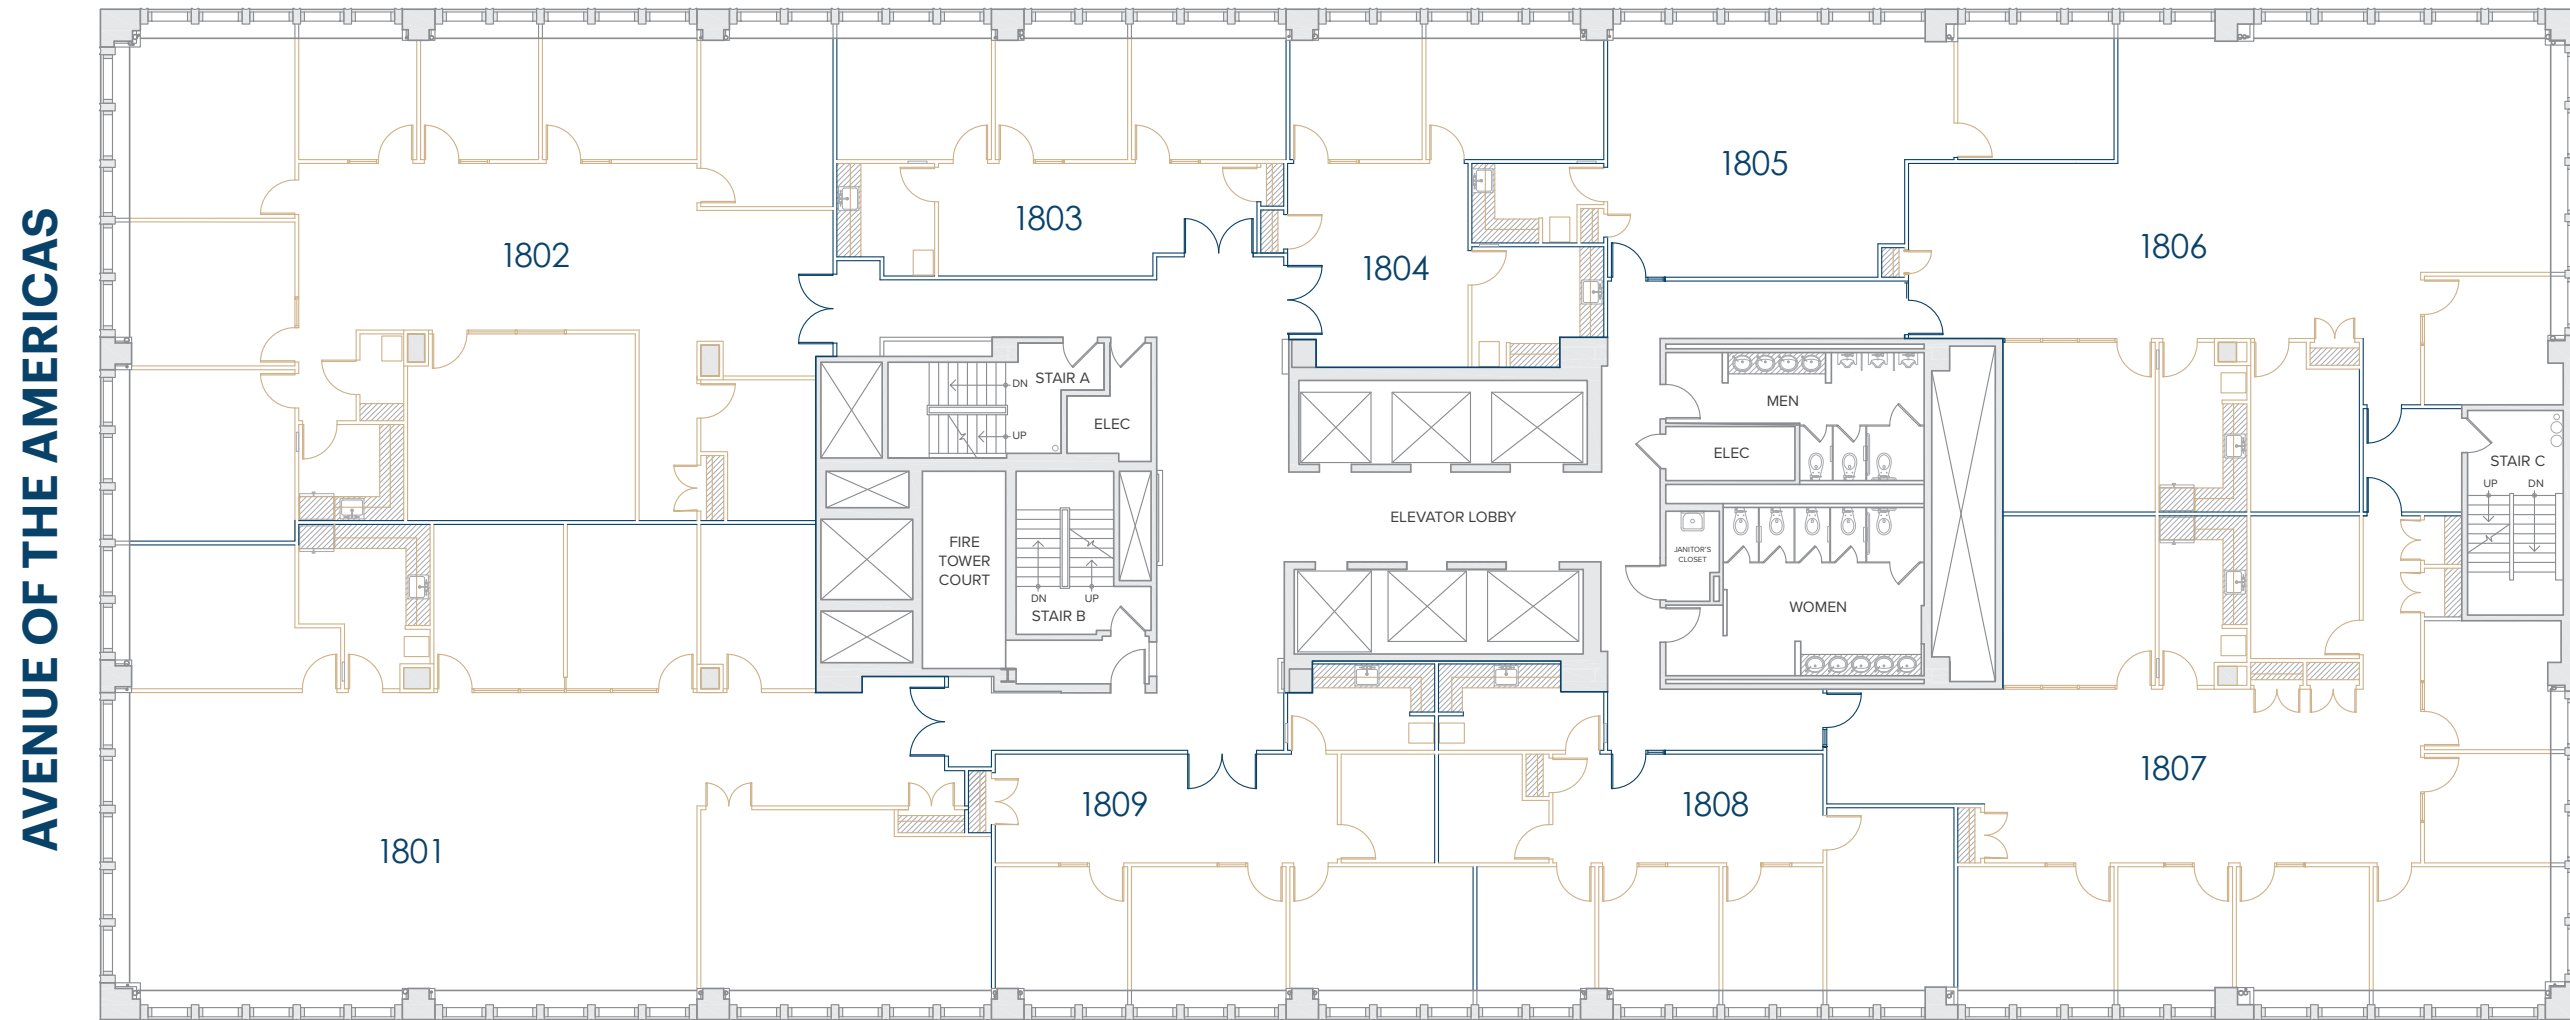 AVENUE OF THE AMERICAS
1805
1803
1802
1806
1804
DN
STAIR A
UP
ELEC
MEN
ELEC
STAIR C
UP
DN
ELEVATOR LOBBY
FIRE
TOWER
COURT
JANITOR'S
CLOSET
DN
UP
STAIR B
WOMEN
1807
1809
1808
1801